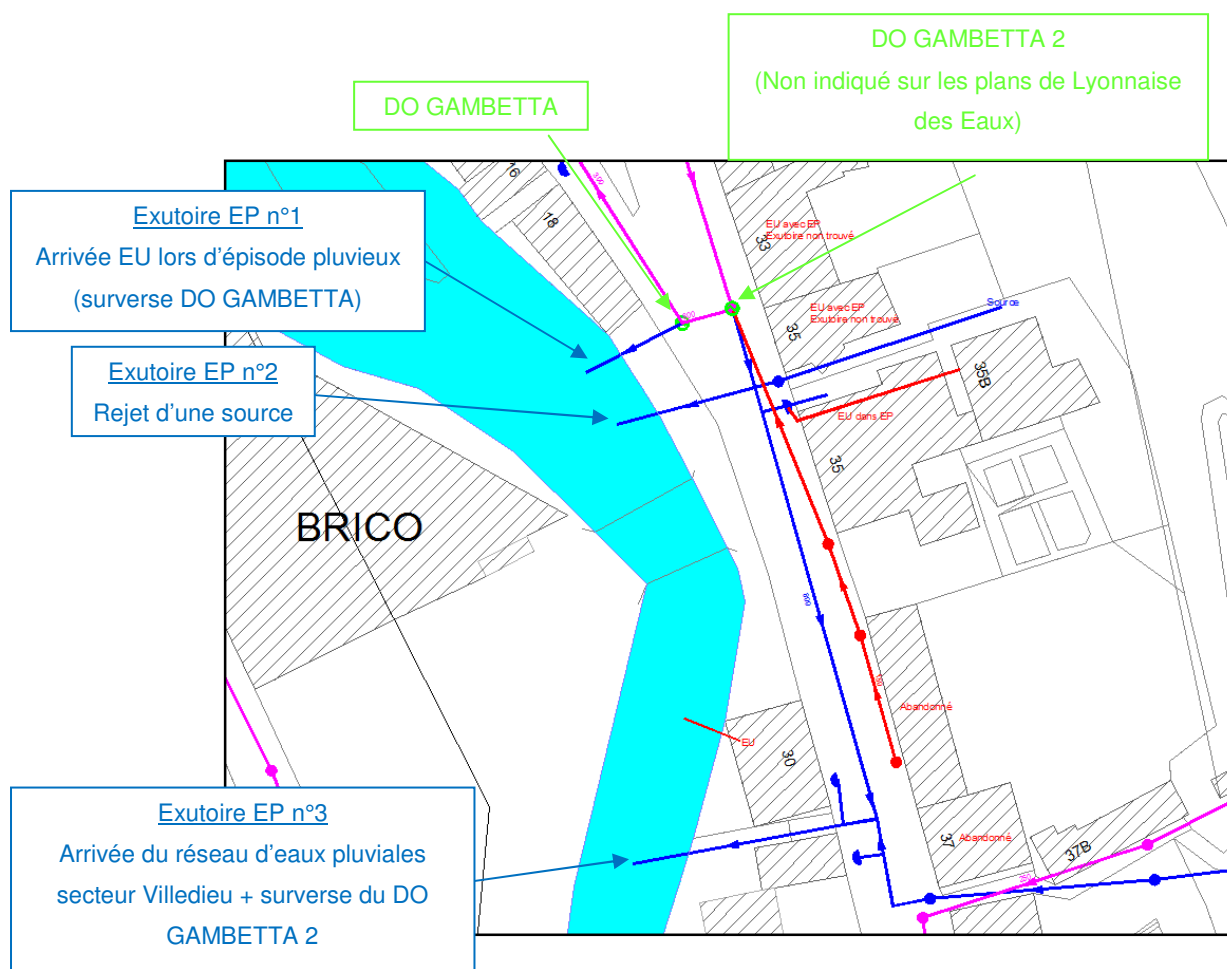 DO GAMBETTA 2
(Non indiqué sur les plans de Lyonnaise
des Eaux)
DO GAMBETTA
Exutoire EP n°1
Arrivée EU lors d'épisode pluvieux
(surverse DO GAMBETTA)
Exutoire EP n°2
Rejet d'une source
16
18
300
33
EU avec EP
Exutoire non trouvé
EU avec EP
Exutoire non trouvé
35
Source
35B
EU dans EP
35
BRICO
800
Abandonné
EU
30
37
Abandonné
37B
Exutoire EP n°3
Arrivée du réseau d'eaux pluviales
secteur Villedieu + surverse du DO
GAMBETTA 2